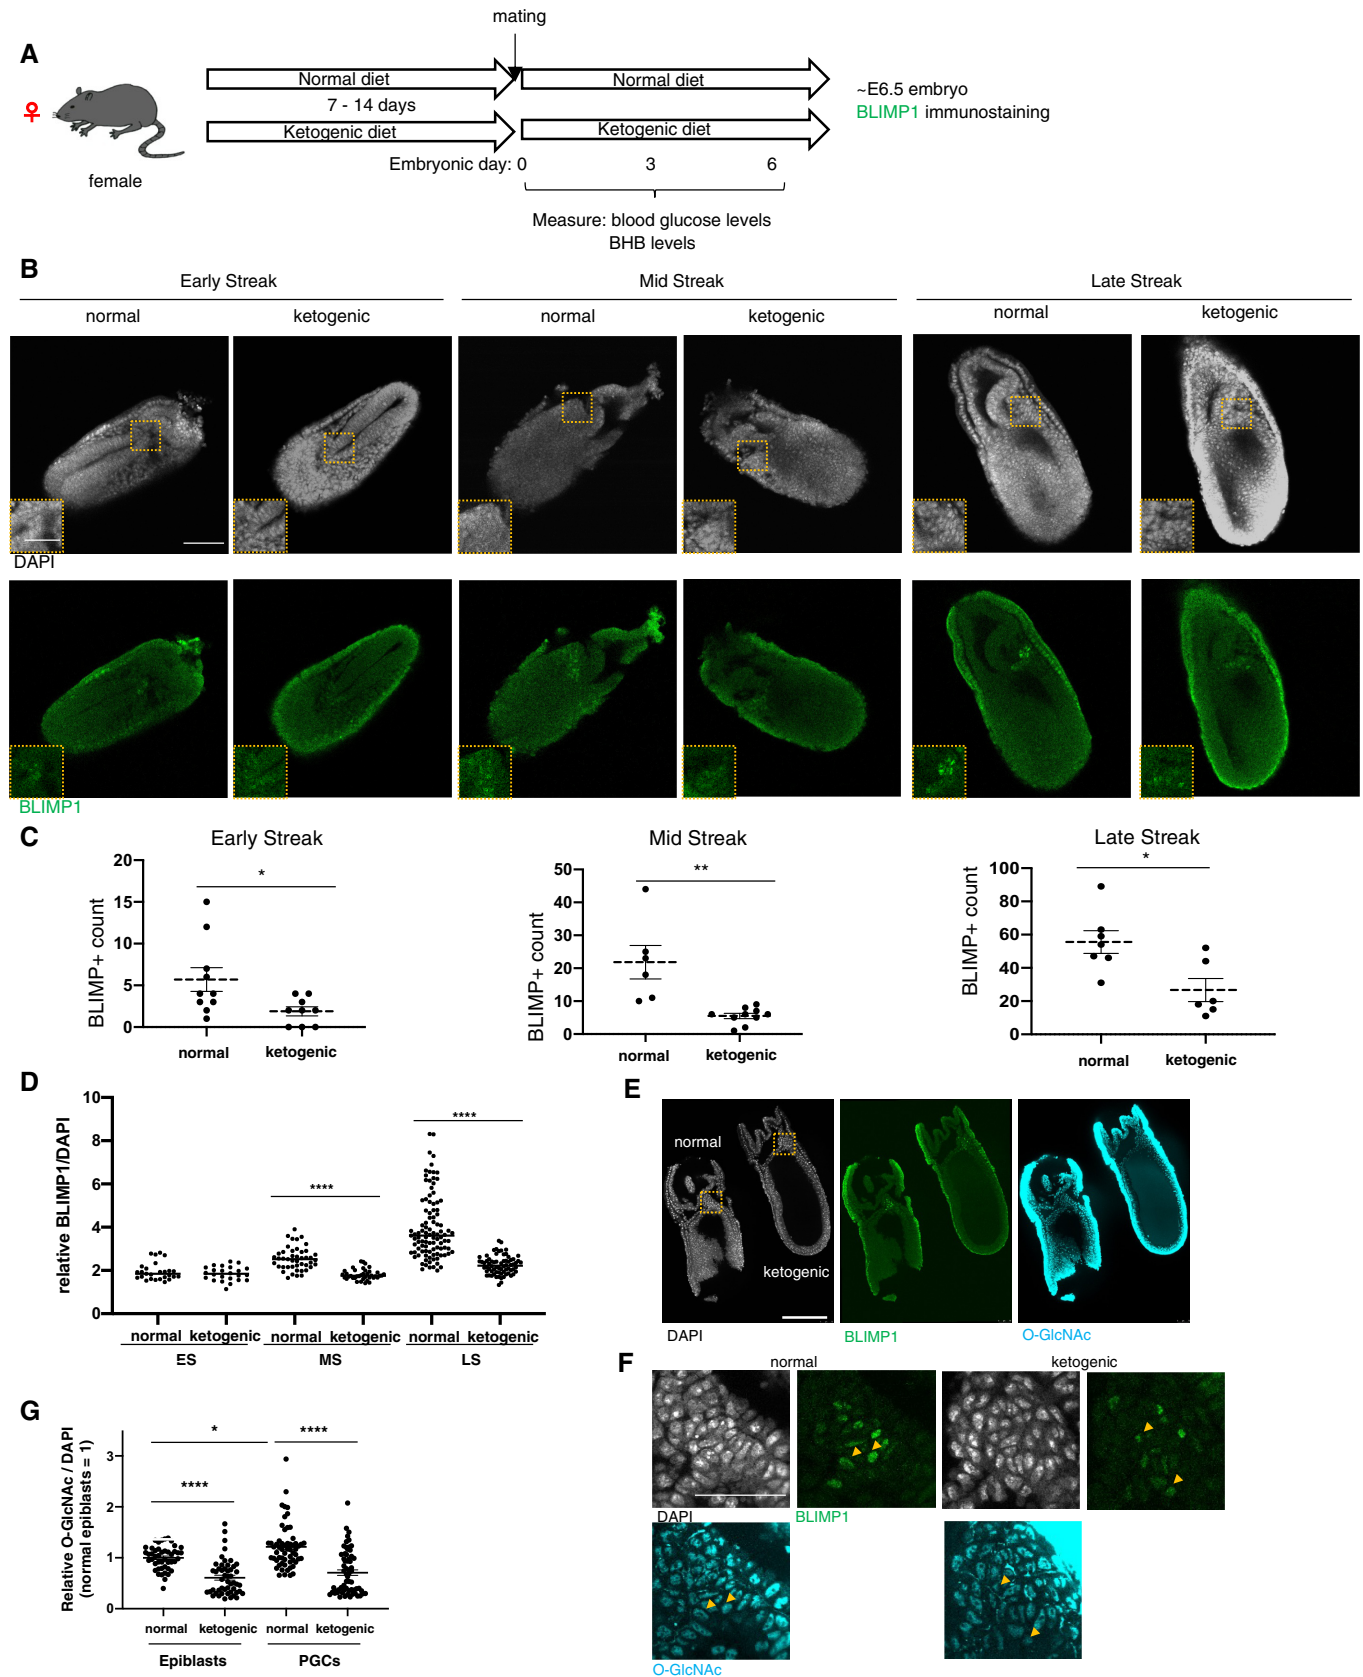 A
mating
♀
female
Normal diet
Normal diet
7 - 14 days
Ketogenic diet
Ketogenic diet
~E6.5 embryo
BLIMP1 immunostaining
Embryonic day: 0 3 6
Measure: blood glucose levels
BHB levels
B
Early Streak Mid Streak Late Streak
normal ketogenic normal ketogenic normal ketogenic
DAPI
BLIMP1
C
Early Streak
BLIMP+ count
20
15
10
5
0
*
normal ketogenic
Mid Streak
BLIMP+ count
50
40
30
20
10
0
**
normal ketogenic
Late Streak
BLIMP+ count
100
80
60
40
20
0
*
normal ketogenic
D
relative BLIMP1/DAPI
10
8
6
4
2
0
****
****
normal ketogenic normal ketogenic normal ketogenic
ES MS LS
E
normal
ketogenic
DAPI BLIMP1 O-GlcNAc
F
normal ketogenic
DAPI BLIMP1
O-GlcNAc
G
Relative O-GlcNAc / DAPI
(normal epiblasts = 1)
3
2
1
0
* ****
****
normal ketogenic normal ketogenic
Epiblasts PGCs